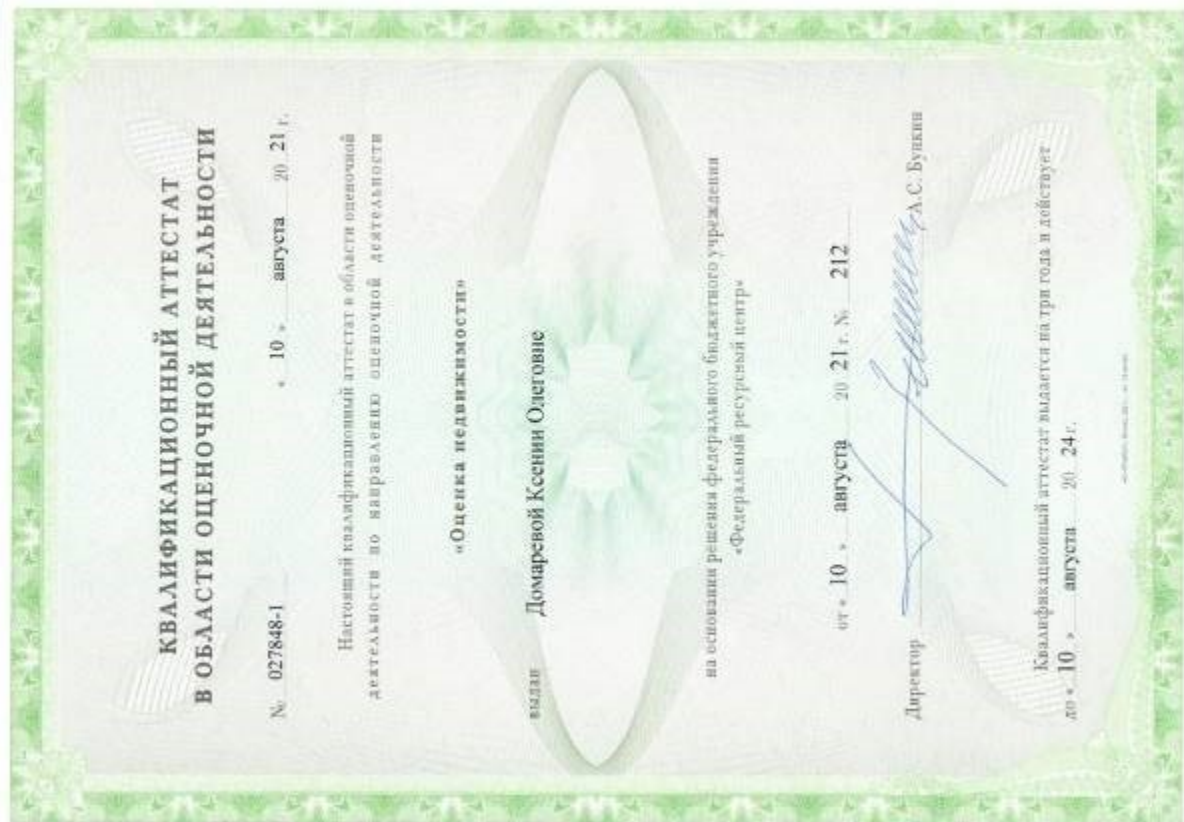 КВАЛИФИКАЦИОННЫЙ АТТЕСТАТ
В ОБЛАСТИ ОЦЕНОЧНОЙ ДЕЯТЕЛЬНОСТИ
№ 027848-1 « 10 » августа 20 21 г.
Настоящий квалификационный аттестат в области оценочной
деятельности по направлению оценочной деятельности
«Оценка недвижимости»
выдан Домаревой Ксении Олеговне
на основании решения федерального бюджетного учреждения
«Федеральный ресурсный центр»
от « 10 » августа 20 21 г. № 212
Директор А.С. Бункин
Квалификационный аттестат выдается на три года и действует
до « 10 » августа 20 24 г.